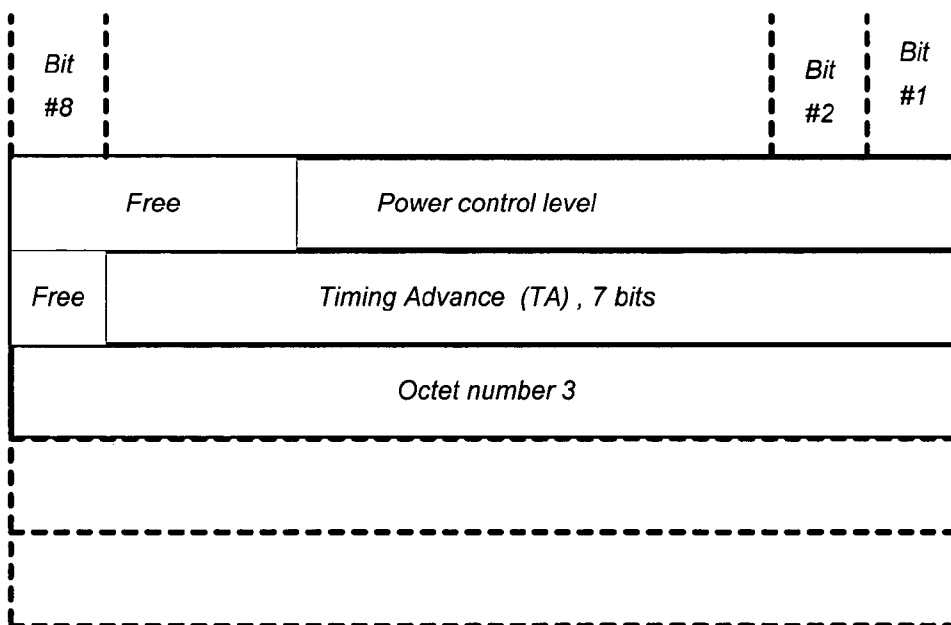 Bit
#8
Bit
#2
Bit
#1
Free
Power control level
Free
Timing Advance (TA) , 7 bits
Octet number 3